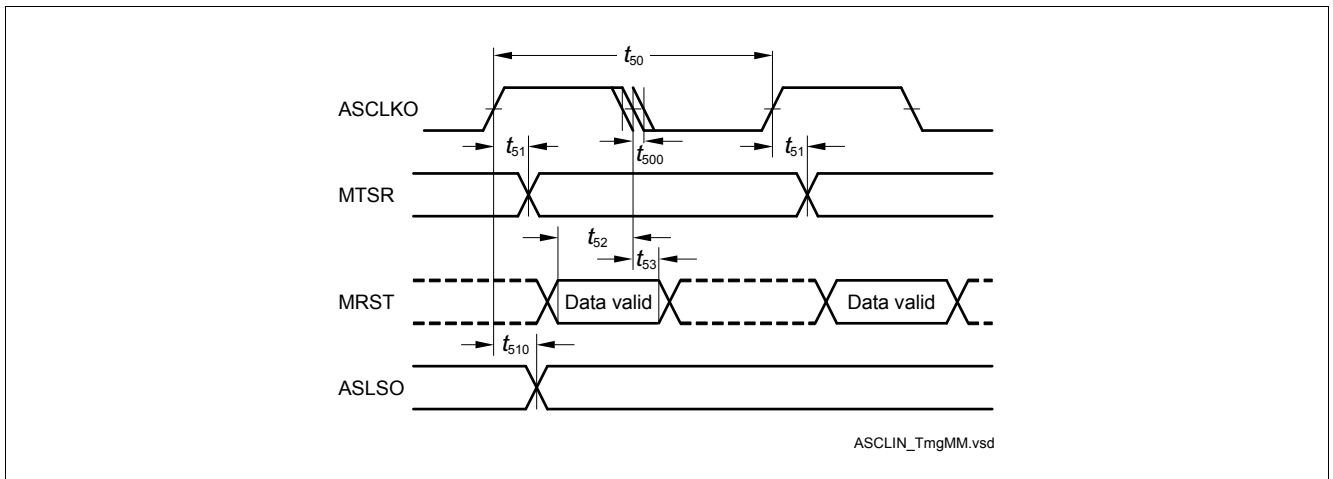 t50
ASCLKO
t51
t500
t51
MTSR
t52
t53
MRST
Data valid
Data valid
t510
ASLSO
ASCLIN_TmgMM.vsd